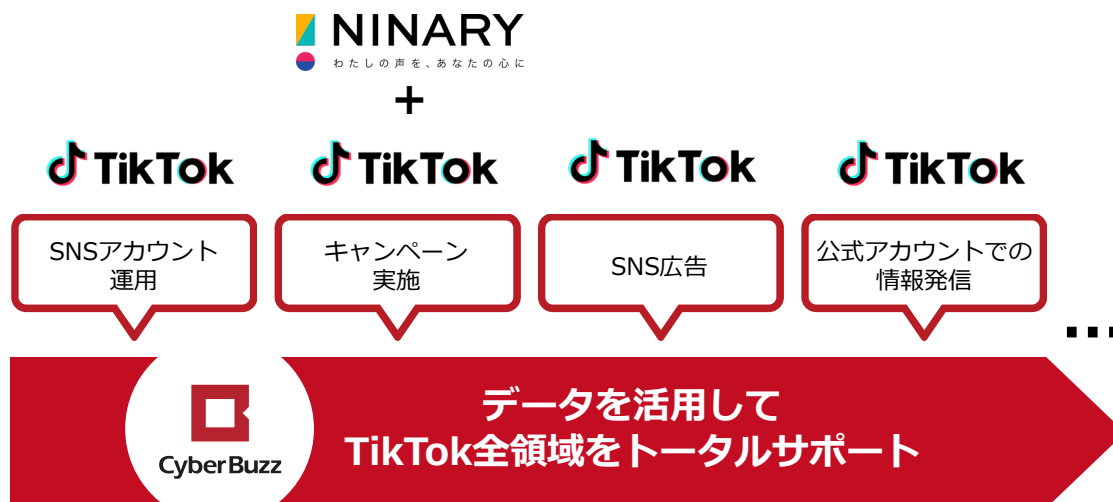 NINARY
わたしの声を、あなたの心に
+
TikTok
TikTok
TikTok
TikTok
SNSアカウント
運用
キャンペーン
実施
SNS広告
公式アカウントでの
情報発信
...
CyberBuzz
データを活用して
TikTok全領域をトータルサポート